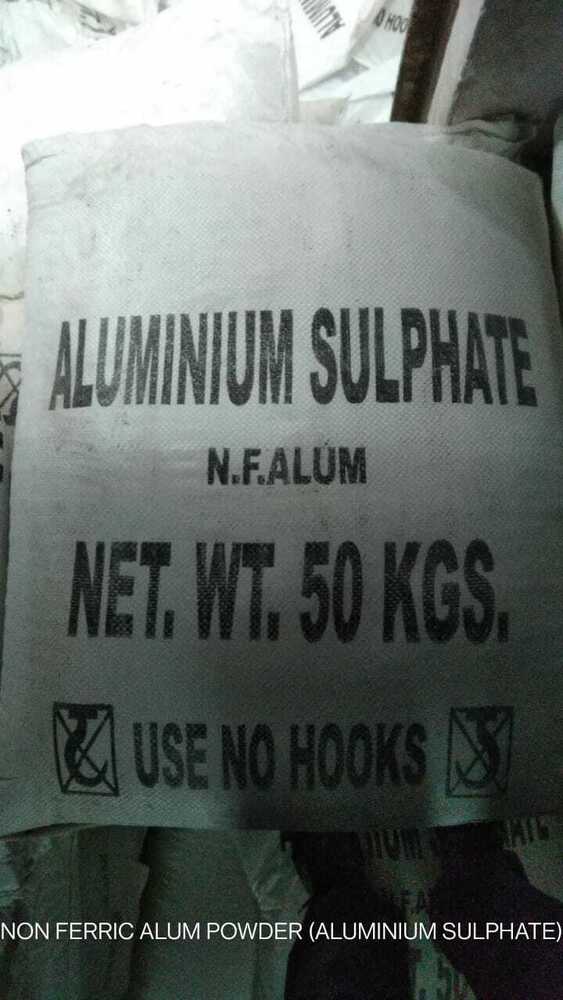 ALUMINIUM SULPHATE
N.F.ALUM
NET. WT. 50 KGS.
USE NO HOOKS
NON FERRIC ALUM POWDER (ALUMINIUM SULPHATE)